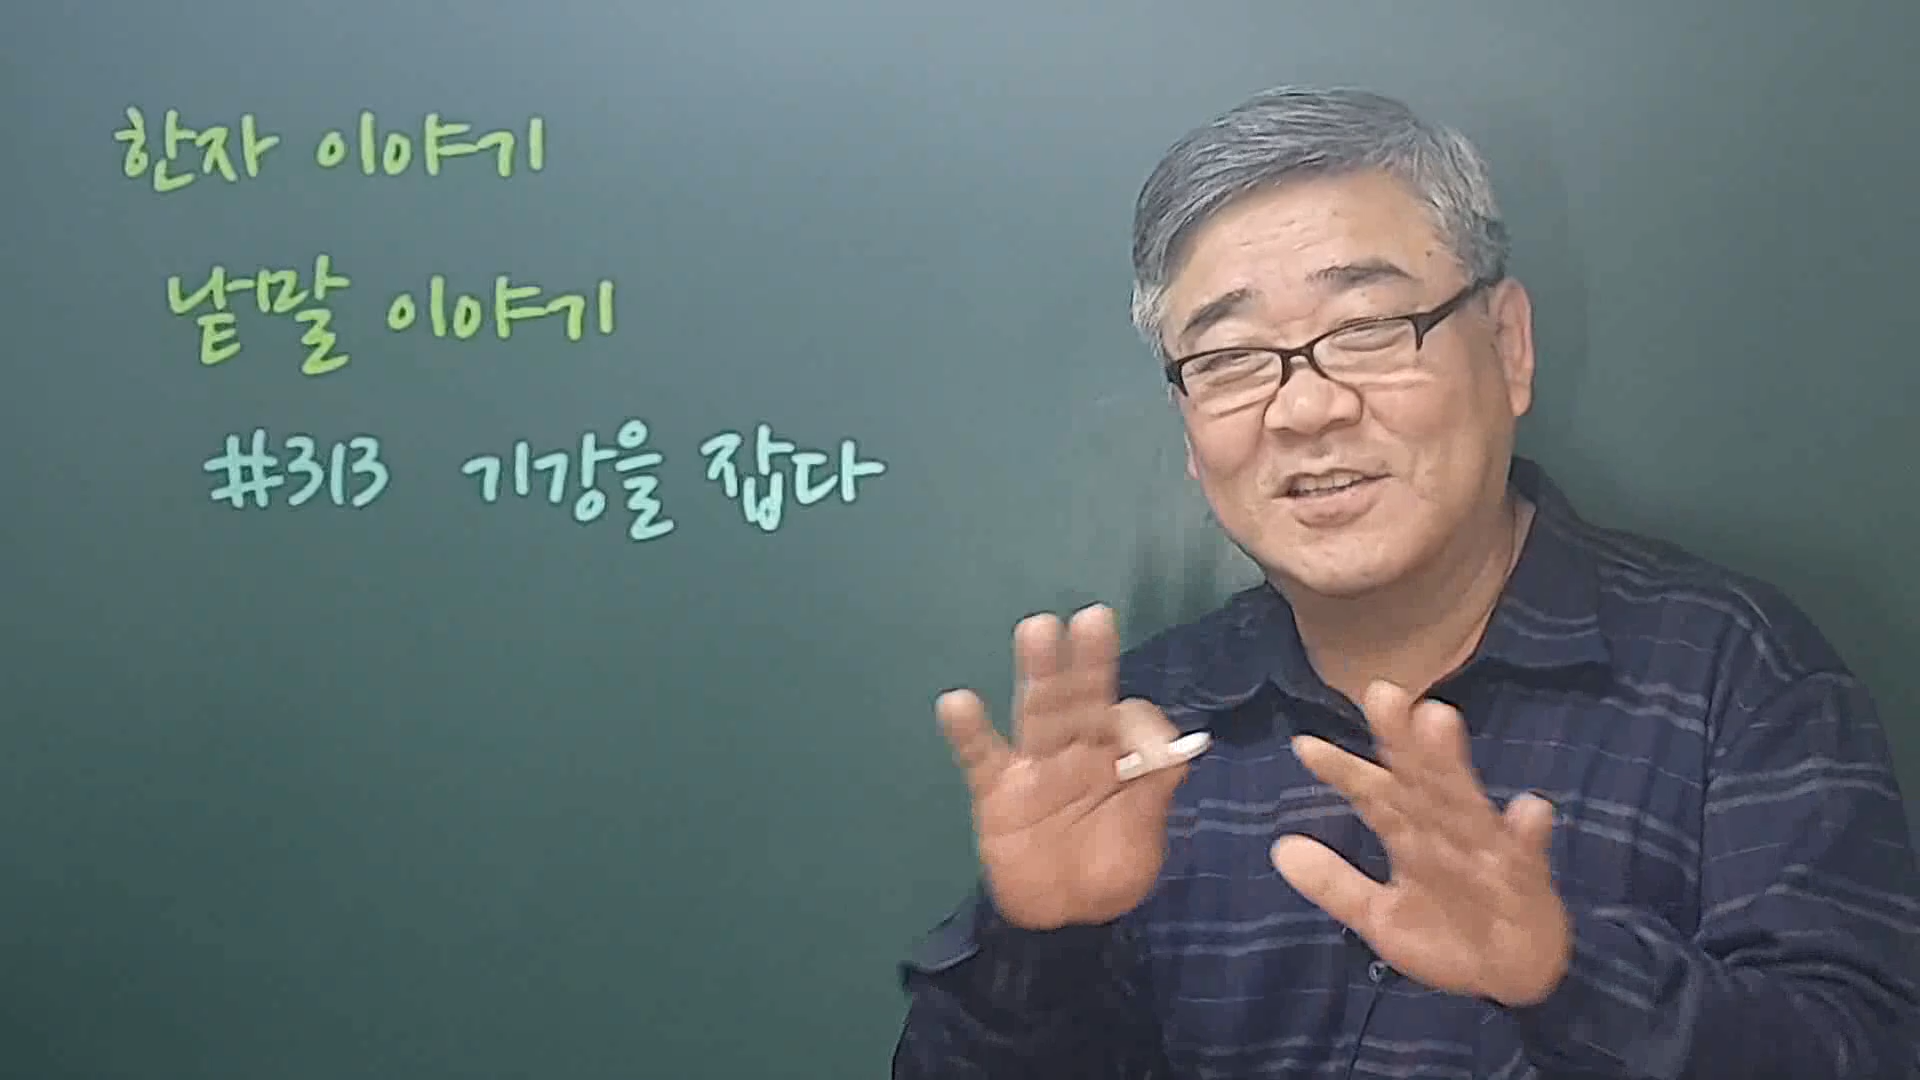 한자 이야기
낱말 이야기
#313 기강을 잡다